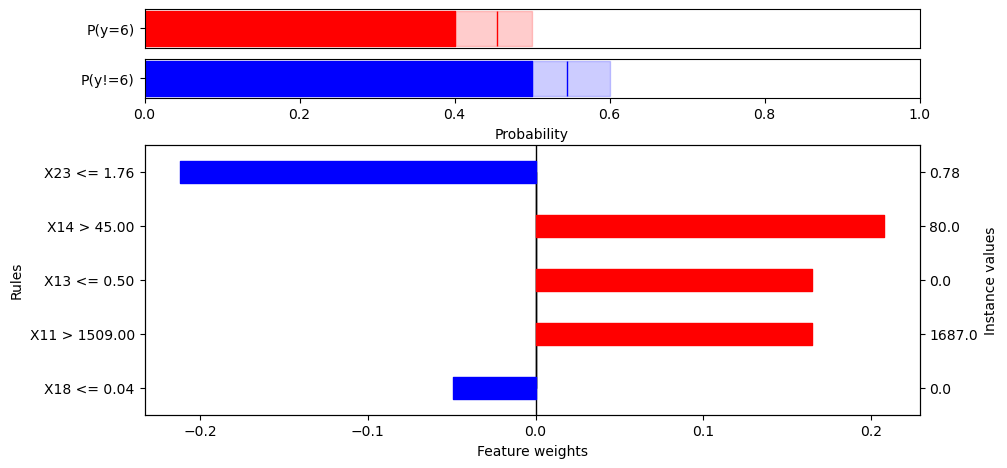 P(y=6)
P(y!=6)
0.0 0.2 0.4 0.6 0.8 1.0
Probability
X23 <= 1.76 0.78
X14 > 45.00 80.0
X13 <= 0.50 0.0
X11 > 1509.00 1687.0
X18 <= 0.04 0.0
Rules
Instance values
−0.2 −0.1 0.0 0.1 0.2
Feature weights